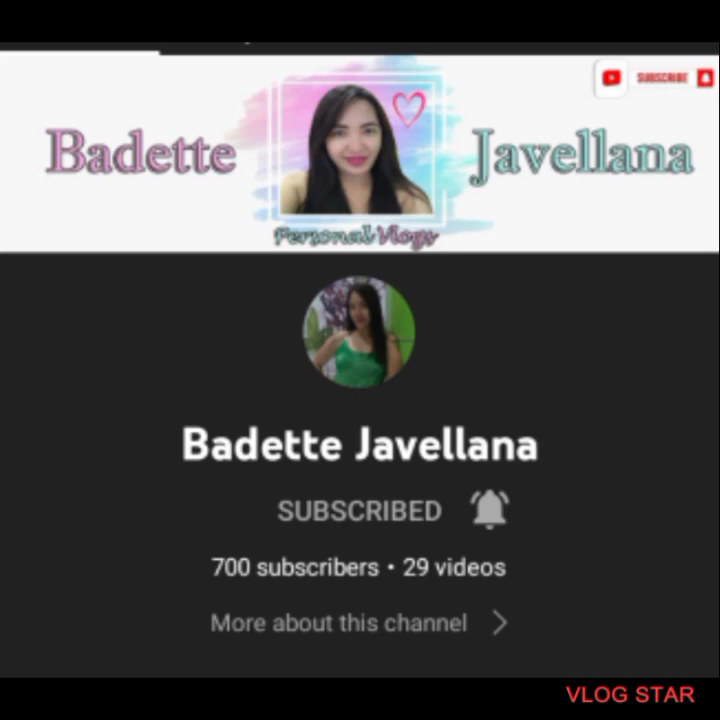 SUBSCRIBE
Badette Javellana
Personal Vlogs
Badette Javellana
SUBSCRIBED
700 subscribers • 29 videos
More about this channel
VLOG STAR